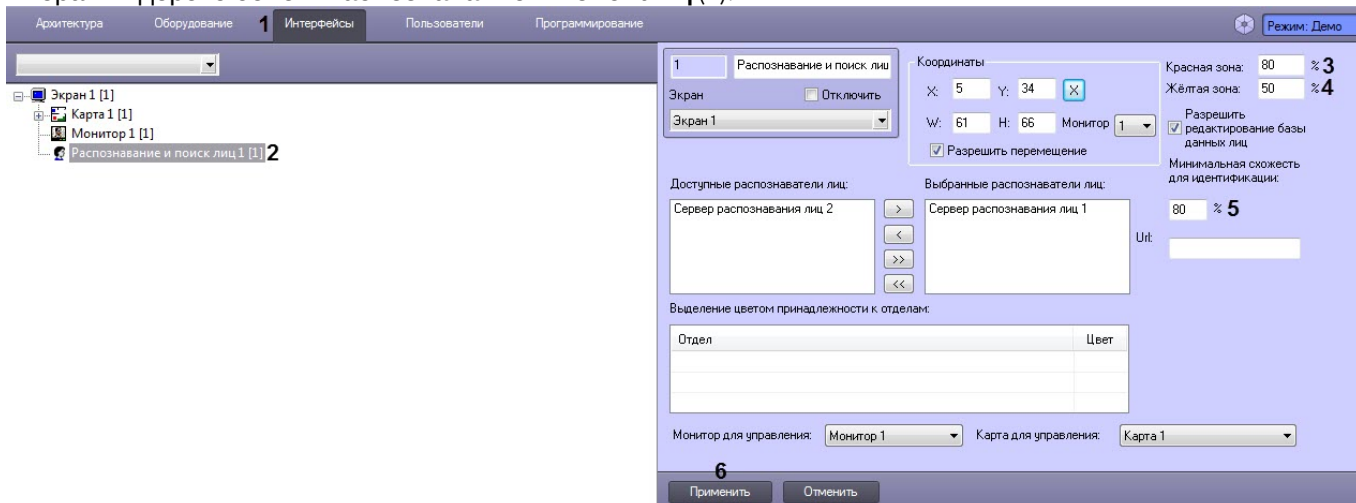 Архитектура Оборудование 1 Интерфейсы Пользователи Программирование Режим: Демо
Экран 1 [1]
Карта 1 [1]
Монитор 1 [1]
Распознавание и поиск лиц 1 [1] 2
1 Распознавание и поиск лиц
Экран Отключить
Экран 1
Координаты
X: 5 Y: 34 X
W: 61 H: 66 Монитор 1
Разрешить перемещение
Красная зона: 80 % 3
Жёлтая зона: 50 % 4
Разрешить
редактирование базы
данных лиц
Минимальная схожесть
для идентификации:
80 % 5
Url:
Доступные распознаватели лиц:
Сервер распознавания лиц 2
>
<
>>
<<
Выбранные распознаватели лиц:
Сервер распознавания лиц 1
Выделение цветом принадлежности к отделам:
Отдел Цвет
Монитор для управления: Монитор 1 Карта для управления: Карта 1
6
Применить Отменить